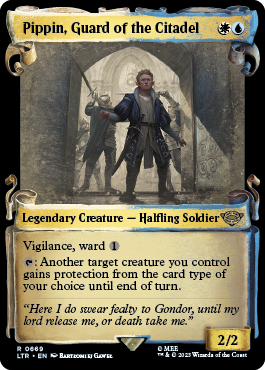 Pippin, Guard of the Citadel
Legendary Creature — Halfling Soldier
Vigilance, ward 1
: Another target creature you control
gains protection from the card type of
your choice until end of turn.
"Here I do swear fealty to Gondor, until my
lord release me, or death take me."
2/2
R 0669
LTR • EN Bartłomiej Gaweł
© MEE
™ & © 2023 Wizards of the Coast